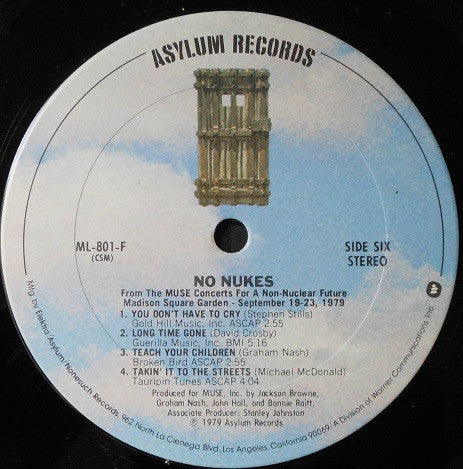 ASYLUM RECORDS
ML-801-F
(CSM)
SIDE SIX
STEREO
NO NUKES
From The MUSE Concerts For A Non-Nuclear Future
Madison Square Garden - September 19-23, 1979
1. YOU DON'T HAVE TO CRY (Stephen Stills)
Gold Hill Music, Inc. ASCAP 2:55
2. LONG TIME GONE (David Crosby)
Guerilla Music, Inc. BMI 5:16
3. TEACH YOUR CHILDREN (Graham Nash)
Broken Bird ASCAP 2:55
4. TAKIN' IT TO THE STREETS (Michael McDonald)
Tauripin Tunes ASCAP 4:04
Produced for MUSE, Inc. by Jackson Browne,
Graham Nash, John Hall, and Bonnie Raitt.
Associate Producer: Stanley Johnston
℗ 1979 Asylum Records
Mfg by Elektra/Asylum/Nonesuch Records, 962 North La Cienega Blvd., Los Angeles, California 90069 · A Division of Warner Communications Inc.